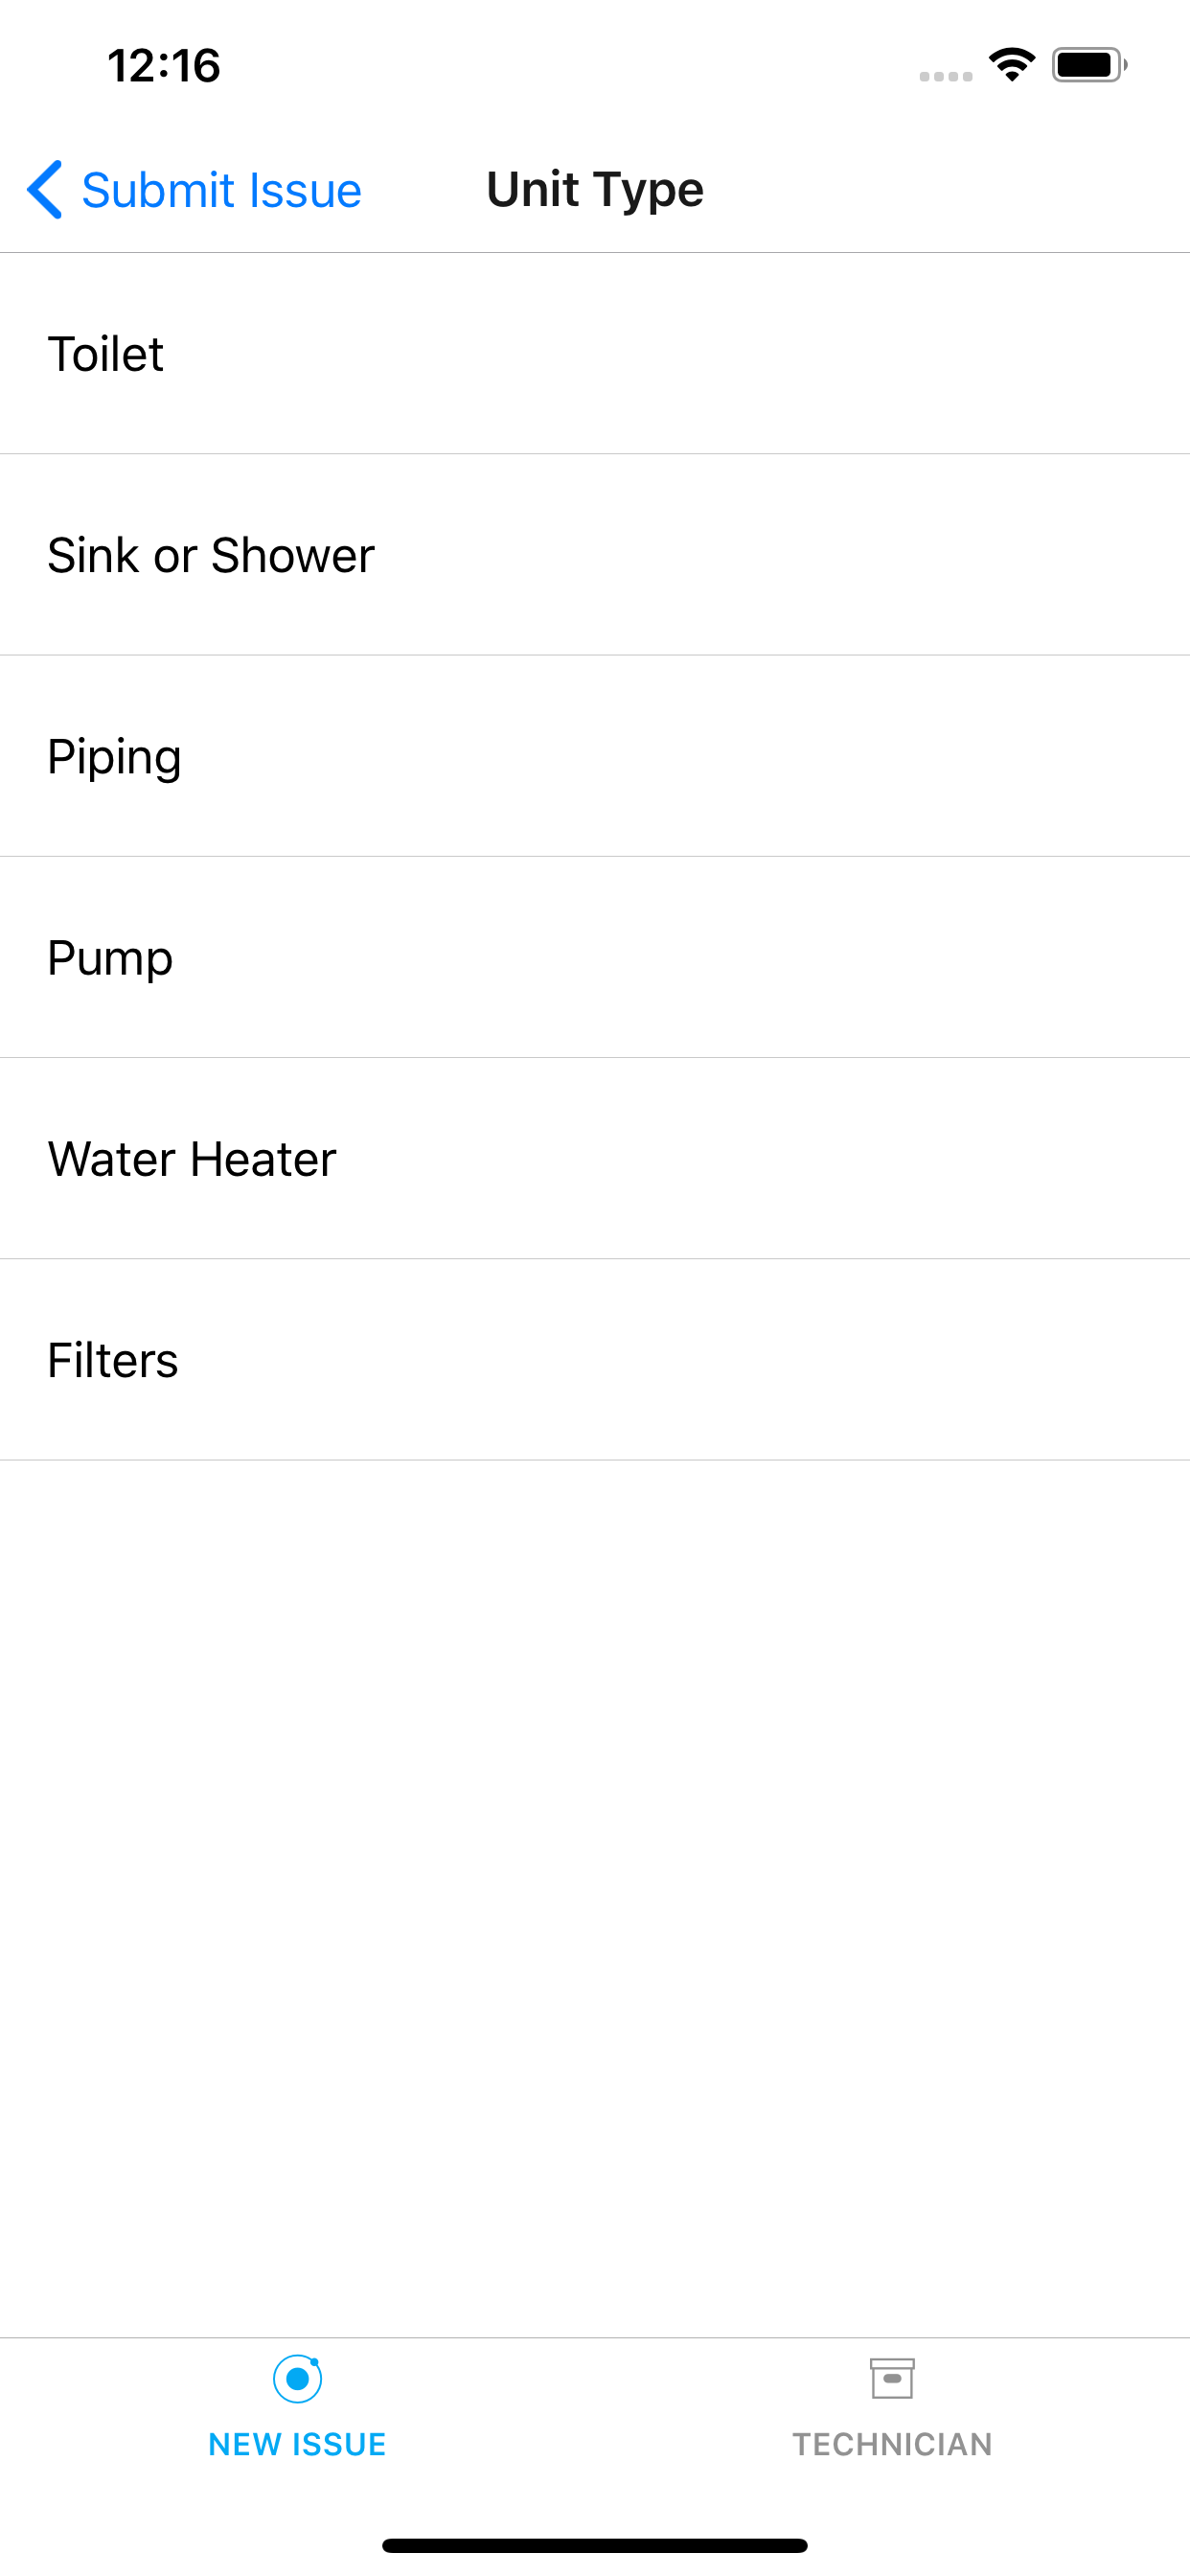 12:16
Submit Issue
Unit Type
Toilet
Sink or Shower
Piping
Pump
Water Heater
Filters
NEW ISSUE
TECHNICIAN